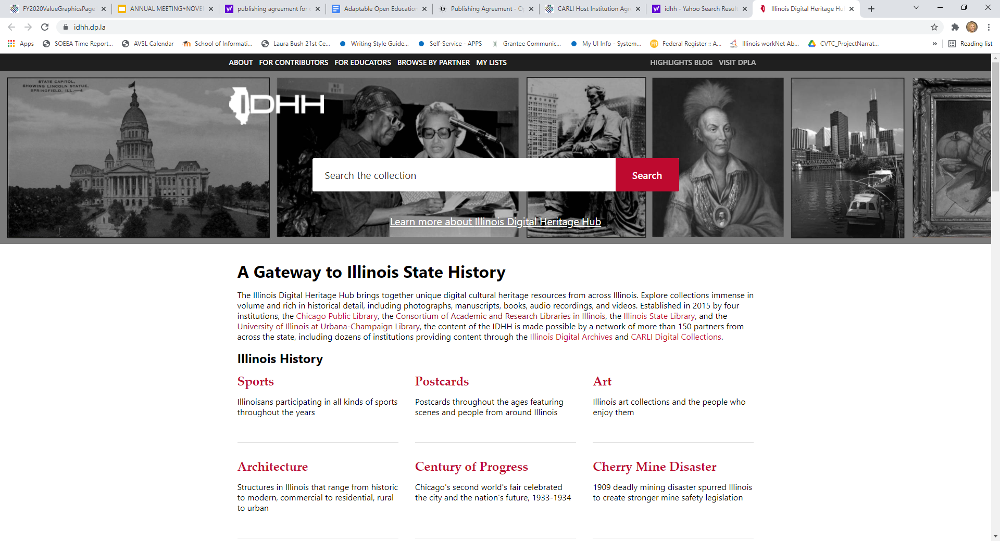 FY2020ValueGraphicsPage
ANNUAL MEETING~NOVE
publishing agreement for
Adaptable Open Education
Publishing Agreement - O
CARLI Host Institution Agr
idhh - Yahoo Search Result
Illinois Digital Heritage Hu
idhh.dp.la
Apps
SOEEA Time Report...
AVSL Calendar
School of Informati...
Laura Bush 21st Ce...
Writing Style Guide...
Self-Service - APPS
Grantee Communic...
My UI Info - System...
Federal Register :: A...
Illinois workNet Ab...
CVTC_ProjectNarrat...
»
Reading list
ABOUT FOR CONTRIBUTORS FOR EDUCATORS BROWSE BY PARTNER MY LISTS
HIGHLIGHTS BLOG VISIT DPLA
STATE CAPITOL,
SHOWING LINCOLN STATUE,
SPRINGFIELD, ILL.—4
IDHH
Search the collection
Search
Learn more about Illinois Digital Heritage Hub
A Gateway to Illinois State History
The Illinois Digital Heritage Hub brings together unique digital cultural heritage resources from across Illinois. Explore collections immense in
volume and rich in historical detail, including photographs, manuscripts, books, audio recordings, and videos. Established in 2015 by four
institutions, the Chicago Public Library, the Consortium of Academic and Research Libraries in Illinois, the Illinois State Library, and the
University of Illinois at Urbana-Champaign Library, the content of the IDHH is made possible by a network of more than 150 partners from
across the state, including dozens of institutions providing content through the Illinois Digital Archives and CARLI Digital Collections.
Illinois History
Sports
Illinoisans participating in all kinds of sports
throughout the years
Postcards
Postcards throughout the ages featuring
scenes and people from around Illinois
Art
Illinois art collections and the people who
enjoy them
Architecture
Structures in Illinois that range from historic
to modern, commercial to residential, rural
to urban
Century of Progress
Chicago's second world's fair celebrated
the city and the nation's future, 1933-1934
Cherry Mine Disaster
1909 deadly mining disaster spurred Illinois
to create stronger mine safety legislation